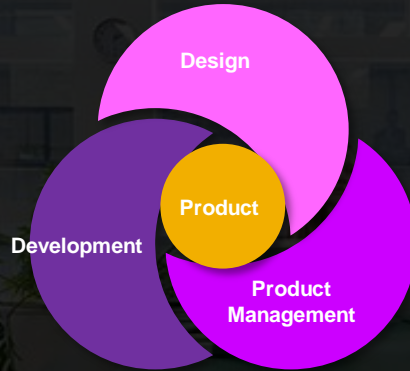 Design
Product
Development
Product
Management